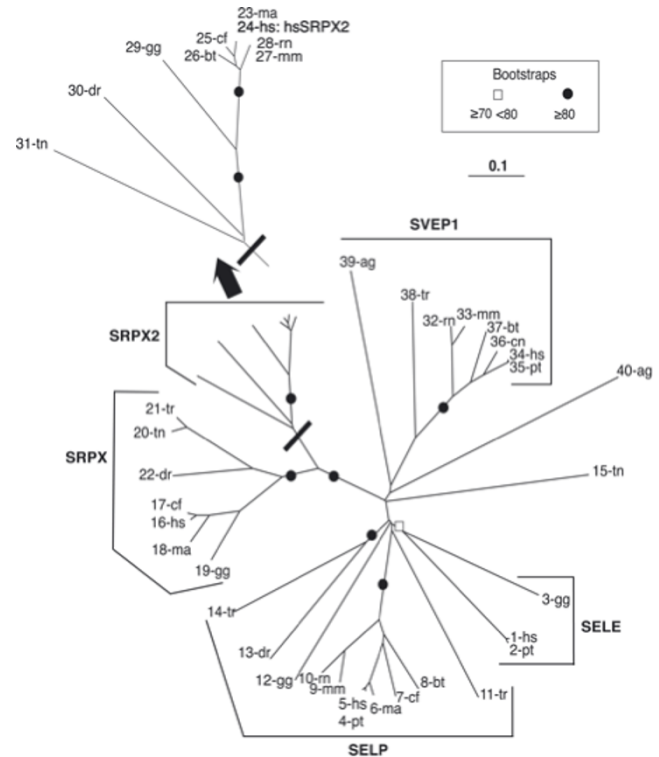 23-ma
24-hs: hsSRPX2
25-cf
28-rn
29-gg
26-bt
27-mm
30-dr
31-tn
Bootstraps
≥70 <80
≥80
0.1
SVEP1
39-ag
38-tr
33-mm
32-rn
37-bt
36-cn
34-hs
35-pt
40-ag
SRPX2
21-tr
20-tn
SRPX
22-dr
15-tn
17-cf
16-hs
18-ma
19-gg
14-tr
3-gg
SELE
1-hs
2-pt
13-dr
12-gg
10-rn
9-mm
8-bt
7-cf
11-tr
5-hs
6-ma
4-pt
SELP